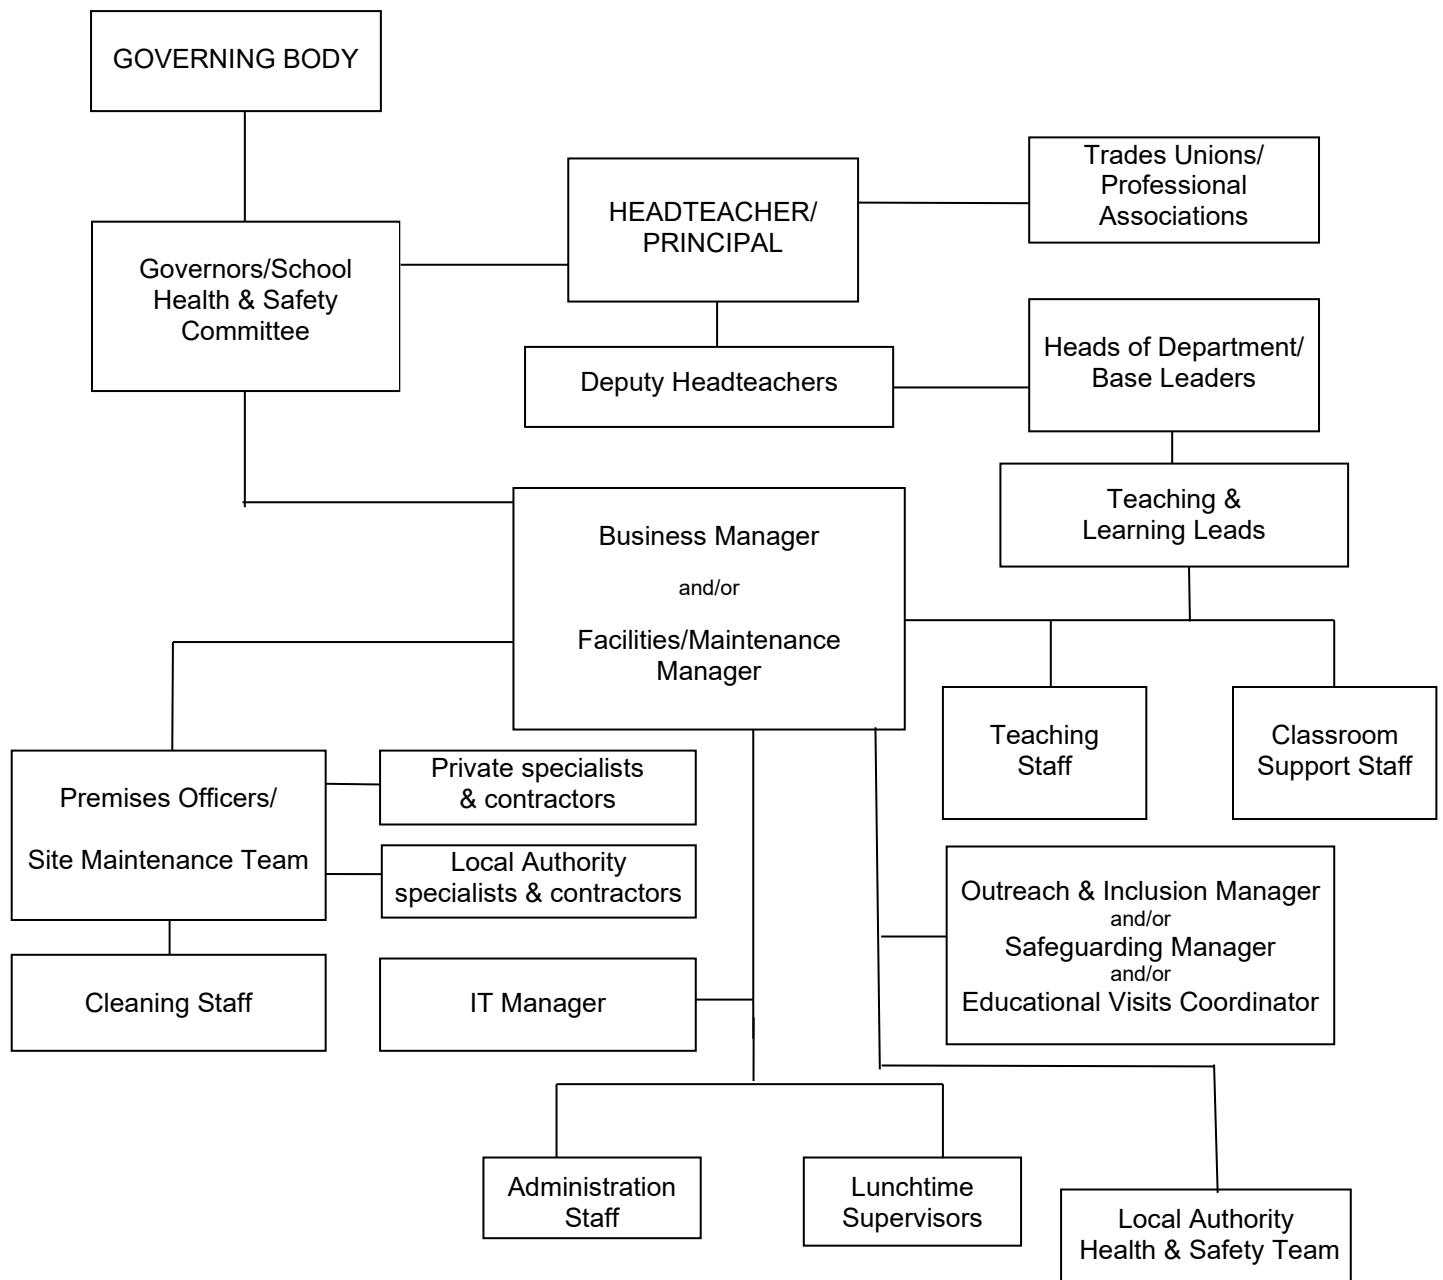 GOVERNING BODY
Trades Unions/
Professional
Associations
HEADTEACHER/
PRINCIPAL
Governors/School
Health & Safety
Committee
Heads of Department/
Base Leaders
Deputy Headteachers
Teaching &
Learning Leads
Business Manager
and/or
Facilities/Maintenance
Manager
Teaching
Staff
Classroom
Support Staff
Premises Officers/
Site Maintenance Team
Private specialists
& contractors
Local Authority
specialists & contractors
Outreach & Inclusion Manager
and/or
Safeguarding Manager
and/or
Educational Visits Coordinator
Cleaning Staff
IT Manager
Administration
Staff
Lunchtime
Supervisors
Local Authority
Health & Safety Team